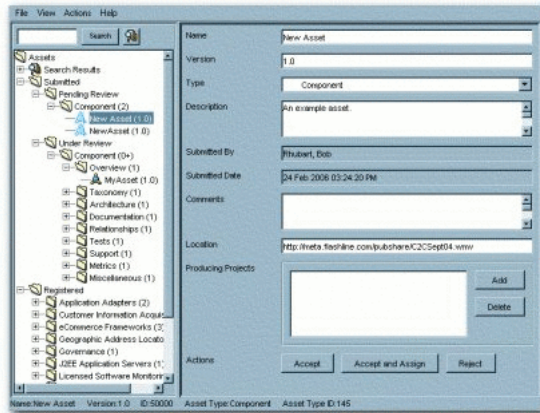 File View Actions Help
Search
Assets
Search Results
Submitted
Pending Review
Component (2)
New Asset (1.0)
NewAsset (1.0)
Under Review
Component (0+)
Overview (1)
MyAsset (1.0)
Taxonomy (1)
Architecture (1)
Documentation (1)
Relationships (1)
Tests (1)
Support (1)
Metrics (1)
Miscellaneous (1)
Registered
Application Adapters (2)
Customer Information Acquis
eCommerce Frameworks (3)
Geographic Address Locato
Governance (1)
J2EE Application Servers (1)
Licensed Software Monitorin
Name New Asset
Version 1.0
Type Component
Description An example asset.
Submitted By Rhubart, Bob
Submitted Date 24 Feb 2006 03:24:20 PM
Comments
Location http://meta.flashline.com/pubshare/C2CSept04.wmv
Producing Projects
Add
Delete
Actions Accept Accept and Assign Reject
Name:New Asset Version:1.0 ID:50000 Asset Type:Component Asset Type ID:145